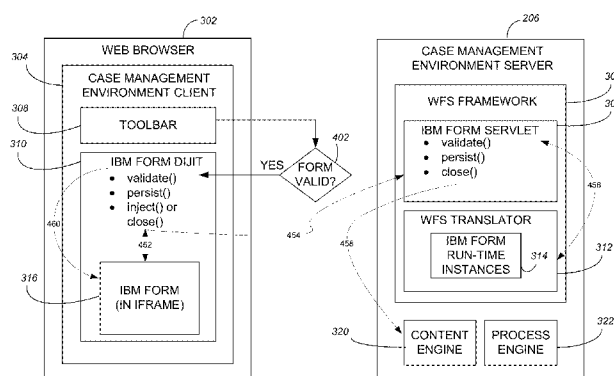 302
206
WEB BROWSER
304
CASE MANAGEMENT
ENVIRONMENT CLIENT
308
TOOLBAR
310
IBM FORM DIJIT
• validate()
• persist()
• inject() or
close()
460
462
316
IBM FORM
(IN IFRAME)
YES
FORM
VALID?
402
CASE MANAGEMENT
ENVIRONMENT SERVER
WFS FRAMEWORK
IBM FORM SERVLET
• validate()
• persist()
• close()
454
456
458
WFS TRANSLATOR
IBM FORM
RUN-TIME
INSTANCES
314
312
320
CONTENT
ENGINE
PROCESS
ENGINE
322